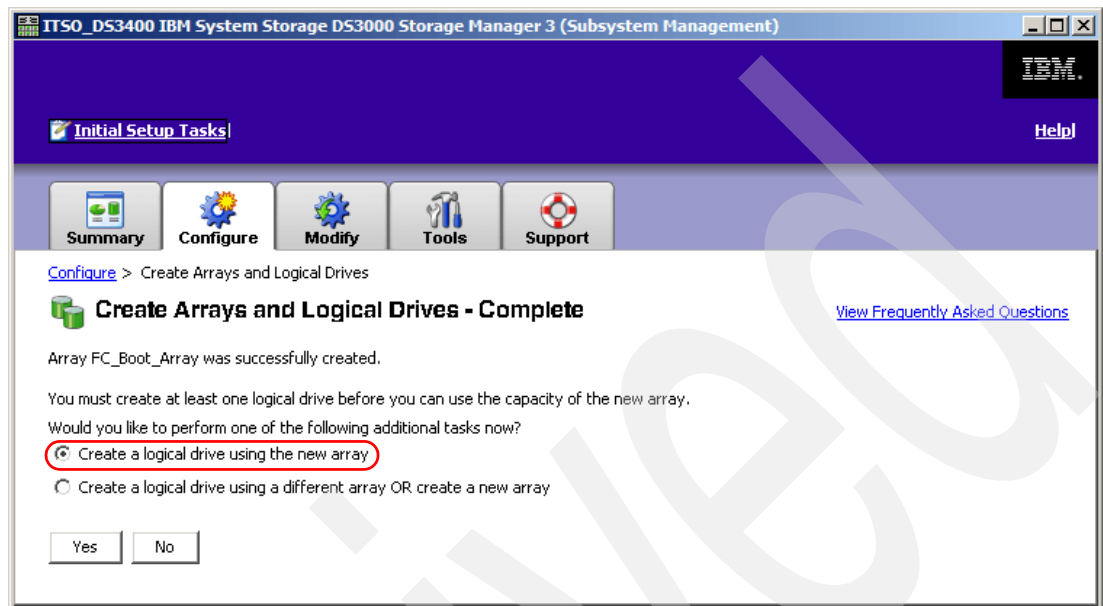 ITSO_DS3400 IBM System Storage DS3000 Storage Manager 3 (Subsystem Management)
IBM.
Initial Setup Tasks
Help
Summary
Configure
Modify
Tools
Support
Configure > Create Arrays and Logical Drives
Create Arrays and Logical Drives - Complete
View Frequently Asked Questions
Array FC_Boot_Array was successfully created.
You must create at least one logical drive before you can use the capacity of the new array.
Would you like to perform one of the following additional tasks now?
Create a logical drive using the new array
Create a logical drive using a different array OR create a new array
Yes
No